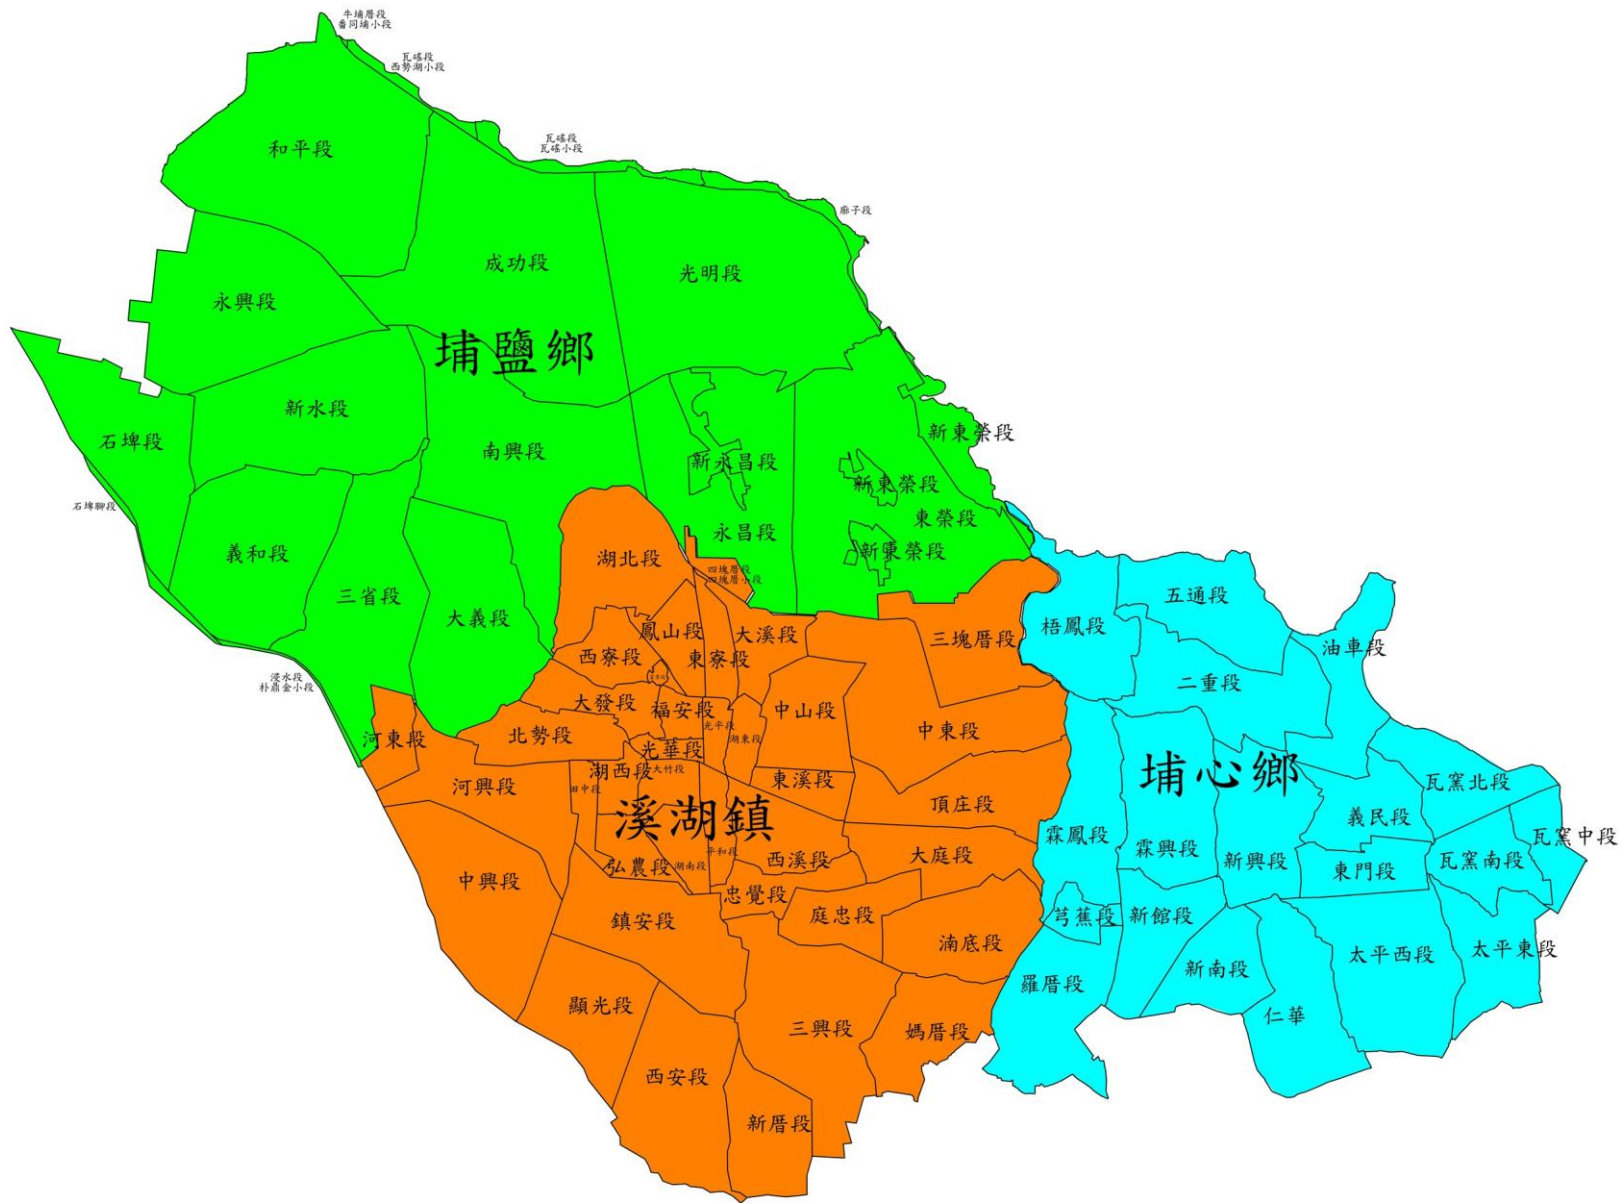 牛埔厝段
番同埔小段
瓦磘段
西勢湖小段
瓦磘段
瓦磘小段
廍子段
和平段
成功段
光明段
永興段
埔鹽鄉
新水段
石埤段
南興段
新東榮段
新永昌段
新東榮段
石埤腳段
東榮段
永昌段
義和段
新東榮段
湖北段
四塊厝段
四塊厝小段
三省段
大義段
五通段
梧鳳段
鳳山段
大溪段
三塊厝段
油車段
西寮段
東寮段
浸水段
朴鼎金小段
二重段
大發段
福安段
中山段
光平段
中東段
河東段
北勢段
湖東段
光華段
湖西段
大竹段
東溪段
埔心鄉
瓦窯北段
河興段
田中段
頂庄段
義民段
溪湖鎮
霖鳳段
霖興段
瓦窯中段
平和段
西溪段
大庭段
新興段
瓦窯南段
弘農段
湖南段
東門段
中興段
忠覺段
鎮安段
庭忠段
芎蕉段
新館段
湳底段
太平西段
太平東段
新南段
羅厝段
顯光段
三興段
媽厝段
仁華
西安段
新厝段